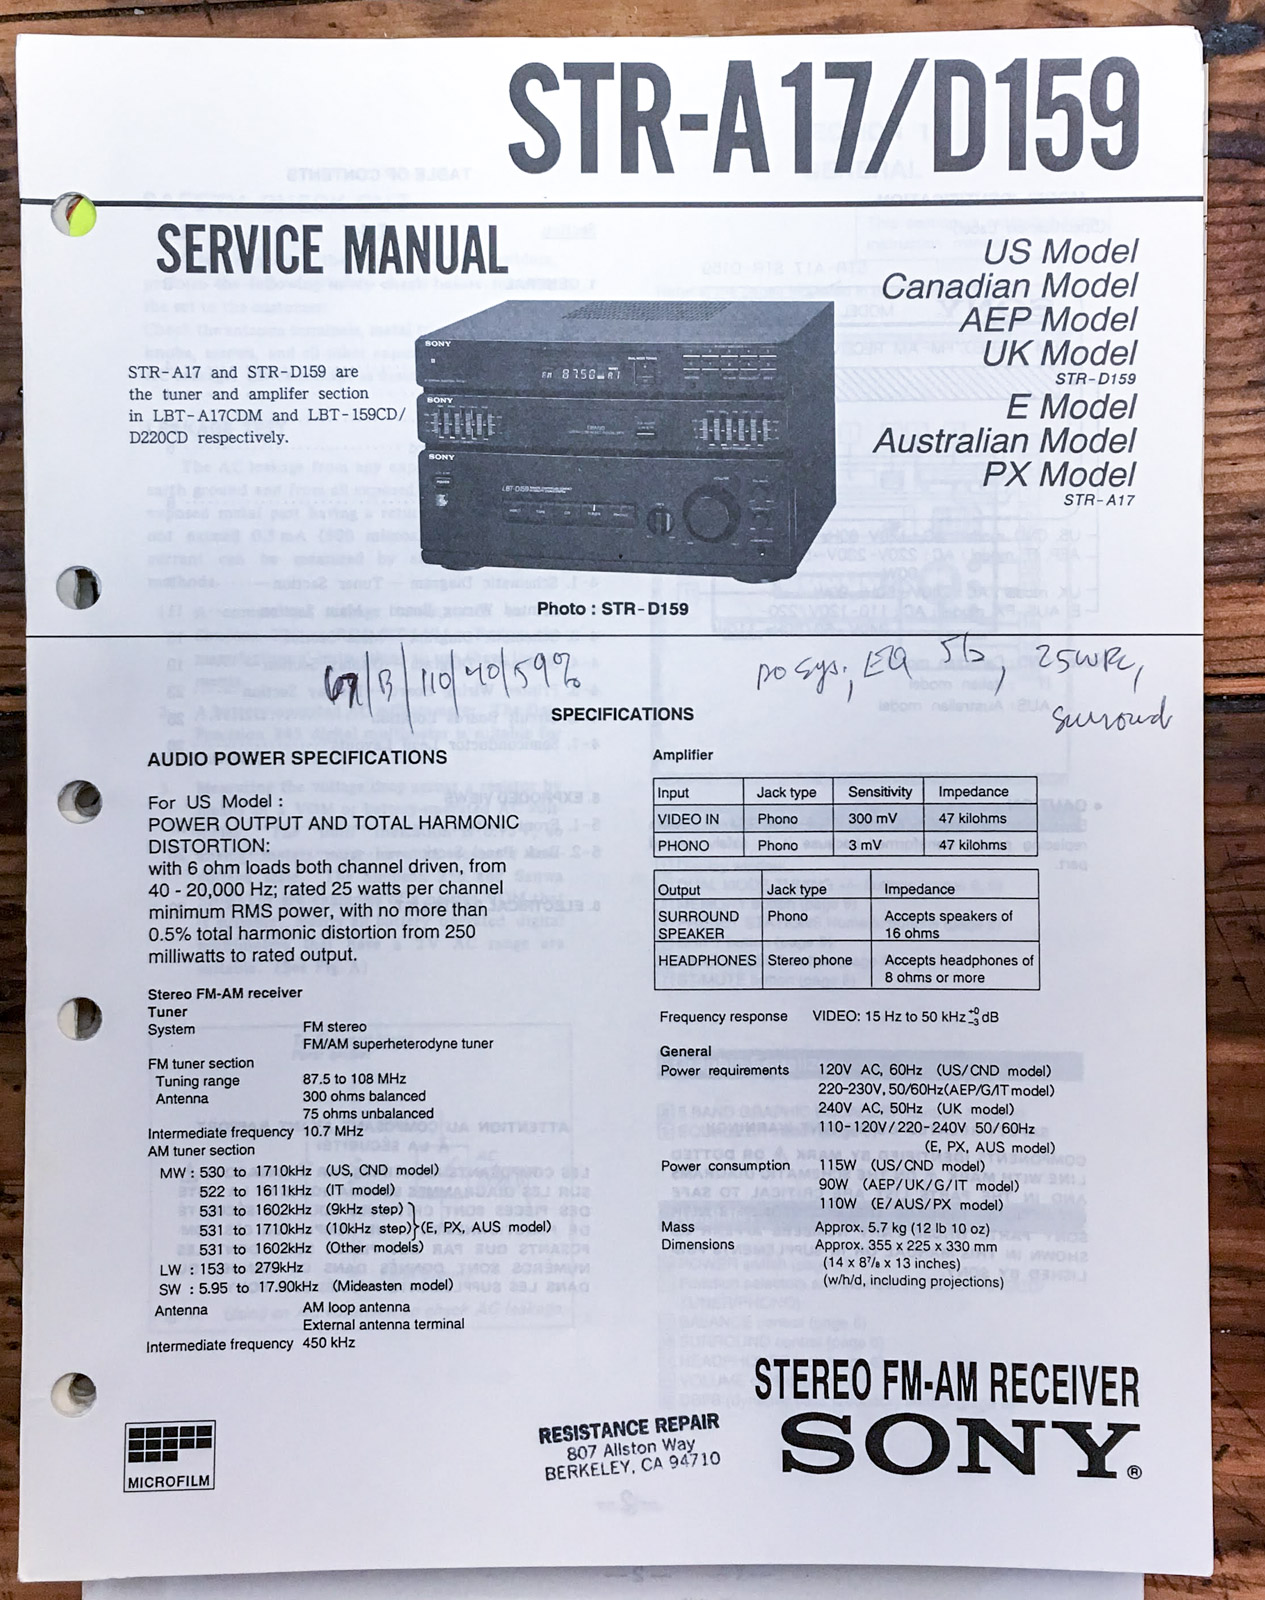 STR-A17/D159
SERVICE MANUAL
US Model
Canadian Model
AEP Model
UK Model
STR-D159
E Model
Australian Model
PX Model
STR-A17
STR-A17 and STR-D159 are
the tuner and amplifer section
in LBT-A17CDM and LBT-159CD/
D220CD respectively.
SONY
SONY
SONY
Photo : STR-D159
EQ 5b, 25WPC,
surround
SPECIFICATIONS
AUDIO POWER SPECIFICATIONS
For US Model :
POWER OUTPUT AND TOTAL HARMONIC
DISTORTION:
with 6 ohm loads both channel driven, from
40 - 20,000 Hz; rated 25 watts per channel
minimum RMS power, with no more than
0.5% total harmonic distortion from 250
milliwatts to rated output.
Stereo FM-AM receiver
Tuner
System FM stereo
FM/AM superheterodyne tuner
FM tuner section
Tuning range 87.5 to 108 MHz
Antenna 300 ohms balanced
75 ohms unbalanced
Intermediate frequency 10.7 MHz
AM tuner section
MW : 530 to 1710kHz (US, CND model)
522 to 1611kHz (IT model)
531 to 1602kHz (9kHz step)
531 to 1710kHz (10kHz step) (E, PX, AUS model)
531 to 1602kHz (Other models)
LW : 153 to 279kHz
SW : 5.95 to 17.90kHz (Mideasten model)
Antenna AM loop antenna
External antenna terminal
Intermediate frequency 450 kHz
Amplifier
Input Jack type Sensitivity Impedance
VIDEO IN Phono 300 mV 47 kilohms
PHONO Phono 3 mV 47 kilohms
Output Jack type Impedance
SURROUND SPEAKER Phono Accepts speakers of 16 ohms
HEADPHONES Stereo phone Accepts headphones of 8 ohms or more
Frequency response VIDEO: 15 Hz to 50 kHz +0 -3 dB
General
Power requirements 120V AC, 60Hz (US/CND model)
220-230V, 50/60Hz(AEP/G/IT model)
240V AC, 50Hz (UK model)
110-120V/220-240V 50/60Hz
(E, PX, AUS model)
Power consumption 115W (US/CND model)
90W (AEP/UK/G/IT model)
110W (E/AUS/PX model)
Mass Approx. 5.7 kg (12 lb 10 oz)
Dimensions Approx. 355 x 225 x 330 mm
(14 x 8⁷/₈ x 13 inches)
(w/h/d, including projections)
STEREO FM-AM RECEIVER
SONY®
RESISTANCE REPAIR
807 Allston Way
BERKELEY, CA 94710
MICROFILM